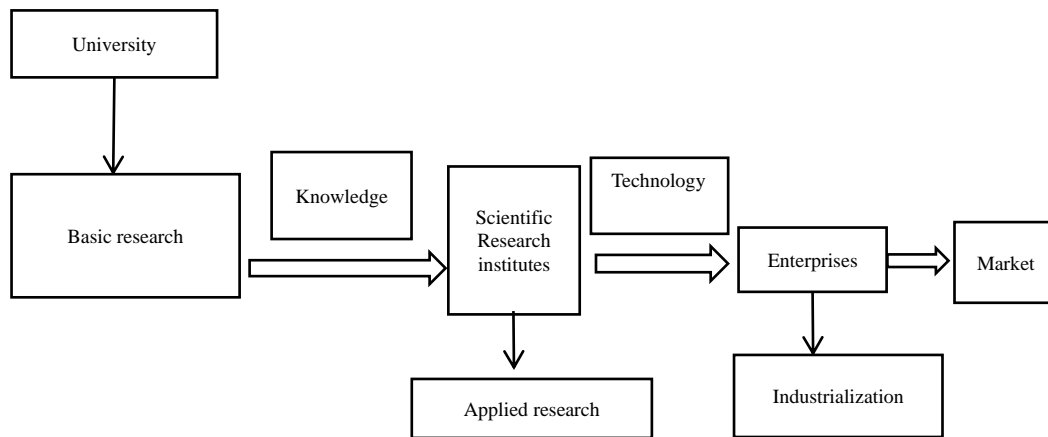 University
Basic research
Knowledge
Scientific
Research
institutes
Technology
Enterprises
Market
Applied research
Industrialization